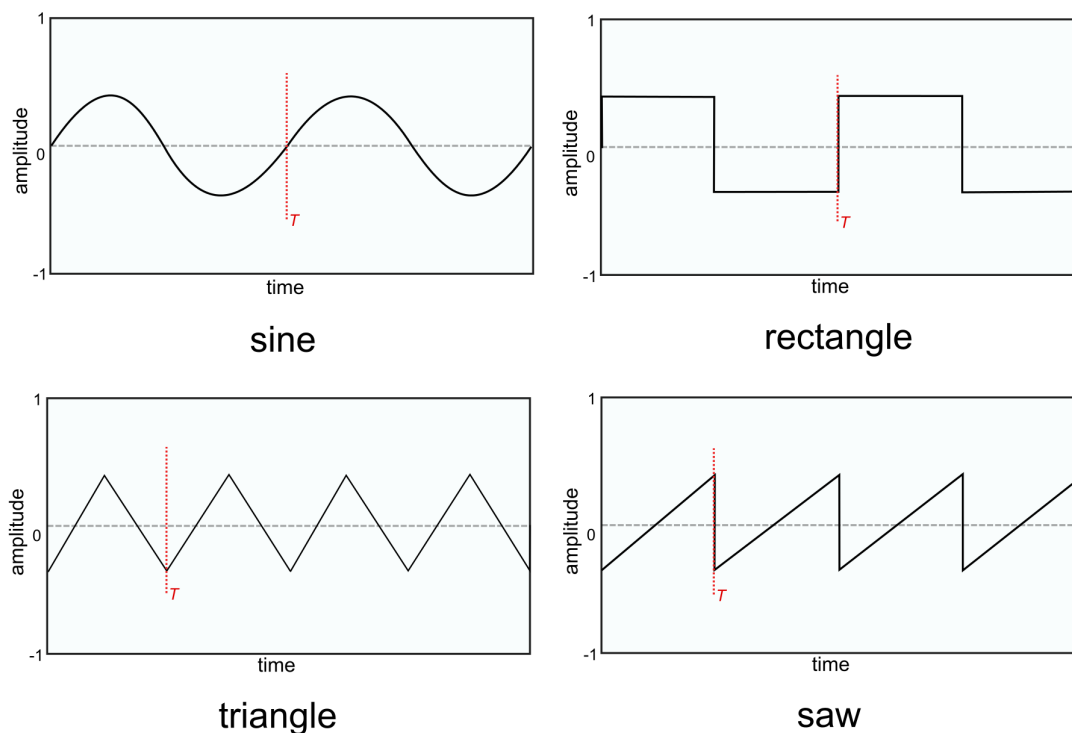 1
amplitude
0
-1
T
time
sine
1
amplitude
0
-1
T
time
rectangle
1
amplitude
0
-1
T
time
triangle
1
amplitude
0
-1
T
time
saw